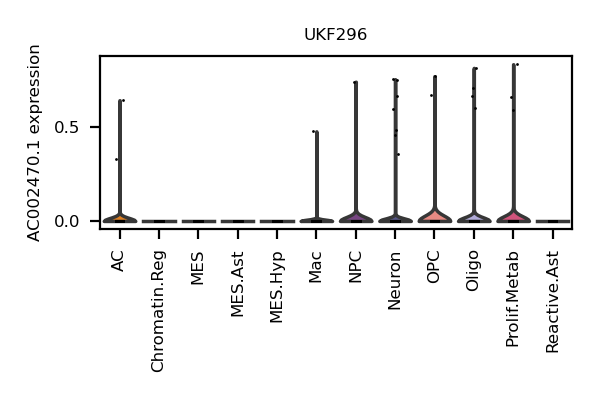 UKF296
AC002470.1 expression
0.5
0.0
AC
Chromatin.Reg
MES
MES.Ast
MES.Hyp
Mac
NPC
Neuron
OPC
Oligo
Prolif.Metab
Reactive.Ast